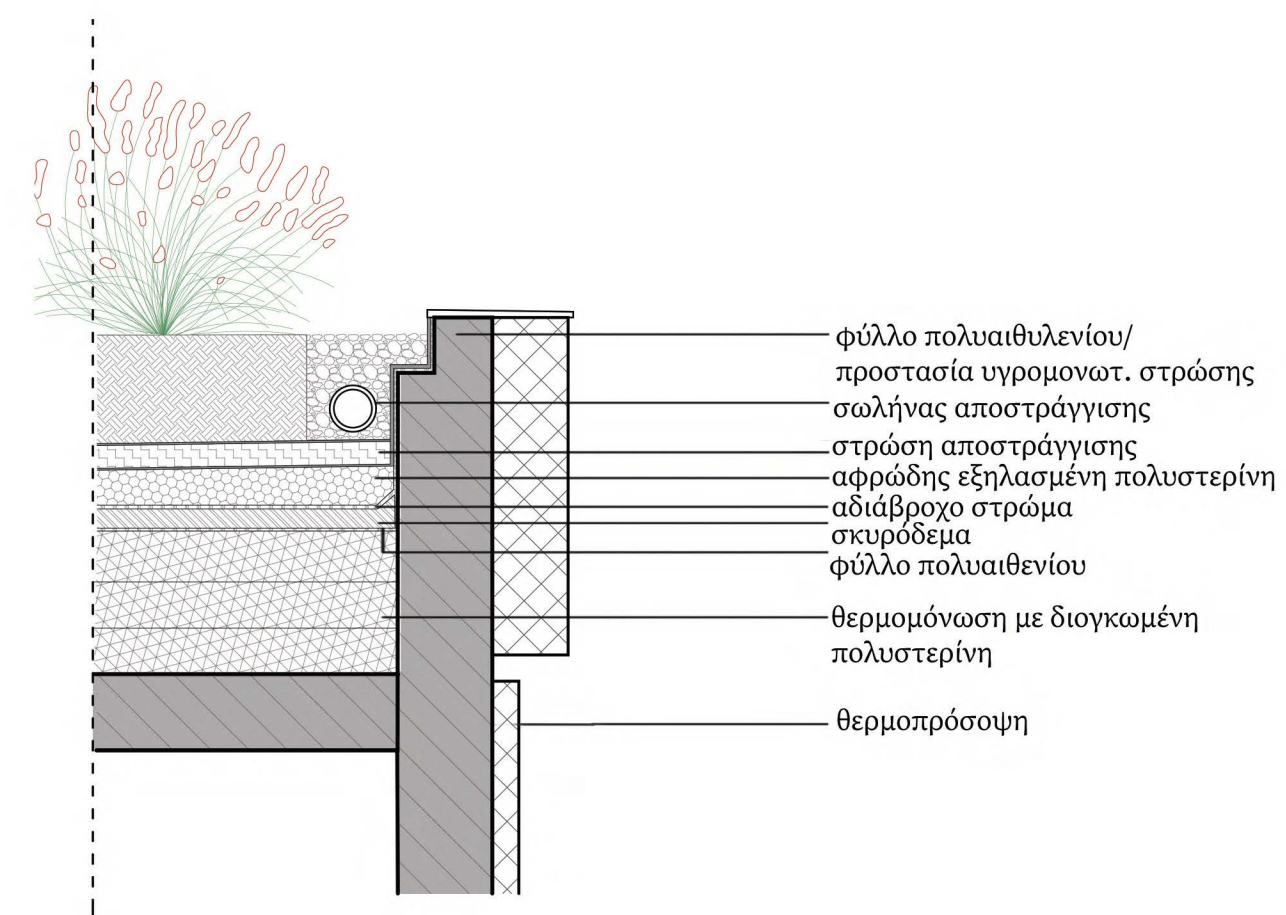 φύλλο πολυαιθυλενίου/
προστασία υγρομονωτ. στρώσης
σωλήνας αποστράγγισης
στρώση αποστράγγισης
αφρώδης εξηλασμένη πολυστερίνη
αδιάβροχο στρώμα
σκυρόδεμα
φύλλο πολυαιθενίου
θερμομόνωση με διογκωμένη
πολυστερίνη
θερμοπρόσοψη